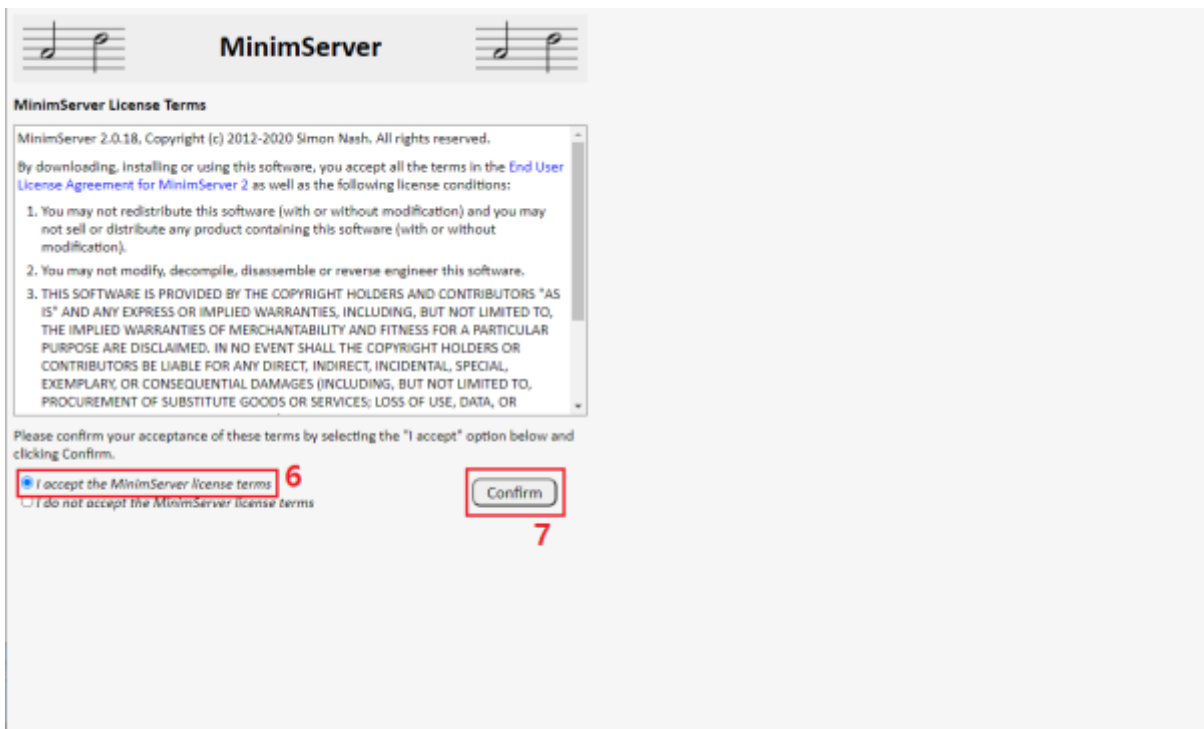 MinimServer
MinimServer License Terms
MinimServer 2.0.18, Copyright (c) 2012-2020 Simon Nash. All rights reserved.
By downloading, installing or using this software, you accept all the terms in the End User
License Agreement for MinimServer 2 as well as the following license conditions:
1. You may not redistribute this software (with or without modification) and you may
not sell or distribute any product containing this software (with or without
modification).
2. You may not modify, decompile, disassemble or reverse engineer this software.
3. THIS SOFTWARE IS PROVIDED BY THE COPYRIGHT HOLDERS AND CONTRIBUTORS "AS
IS" AND ANY EXPRESS OR IMPLIED WARRANTIES, INCLUDING, BUT NOT LIMITED TO,
THE IMPLIED WARRANTIES OF MERCHANTABILITY AND FITNESS FOR A PARTICULAR
PURPOSE ARE DISCLAIMED. IN NO EVENT SHALL THE COPYRIGHT HOLDERS OR
CONTRIBUTORS BE LIABLE FOR ANY DIRECT, INDIRECT, INCIDENTAL, SPECIAL,
EXEMPLARY, OR CONSEQUENTIAL DAMAGES (INCLUDING, BUT NOT LIMITED TO,
PROCUREMENT OF SUBSTITUTE GOODS OR SERVICES; LOSS OF USE, DATA, OR
Please confirm your acceptance of these terms by selecting the "I accept" option below and
clicking Confirm.
I accept the MinimServer license terms 6
I do not accept the MinimServer license terms
Confirm
7